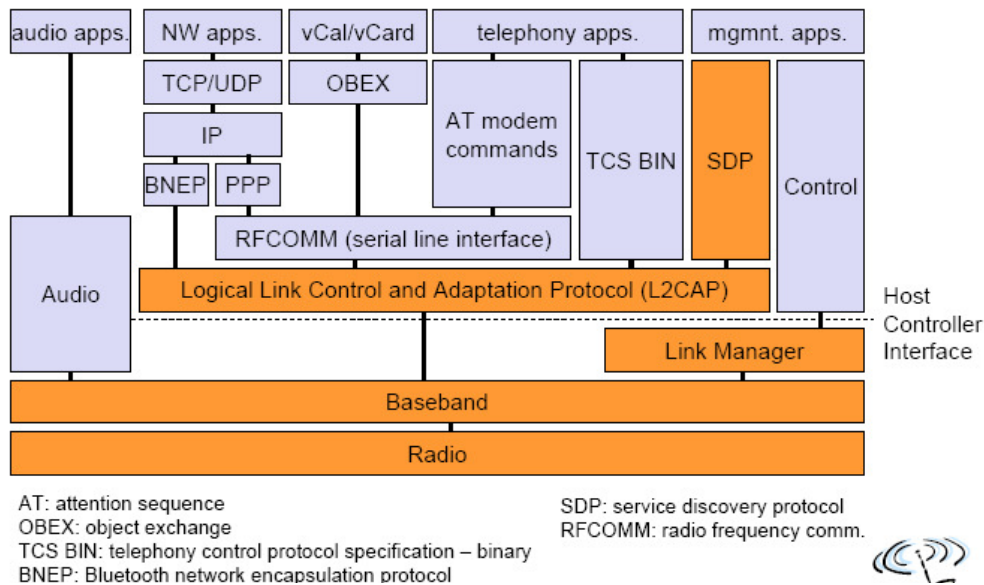 audio apps.
NW apps.
vCal/vCard
telephony apps.
mgmnt. apps.
TCP/UDP
OBEX
AT modem
commands
TCS BIN
SDP
Control
IP
BNEP
PPP
RFCOMM (serial line interface)
Audio
Logical Link Control and Adaptation Protocol (L2CAP)
Host
Controller
Interface
Link Manager
Baseband
Radio
AT: attention sequence
OBEX: object exchange
TCS BIN: telephony control protocol specification – binary
BNEP: Bluetooth network encapsulation protocol
SDP: service discovery protocol
RFCOMM: radio frequency comm.